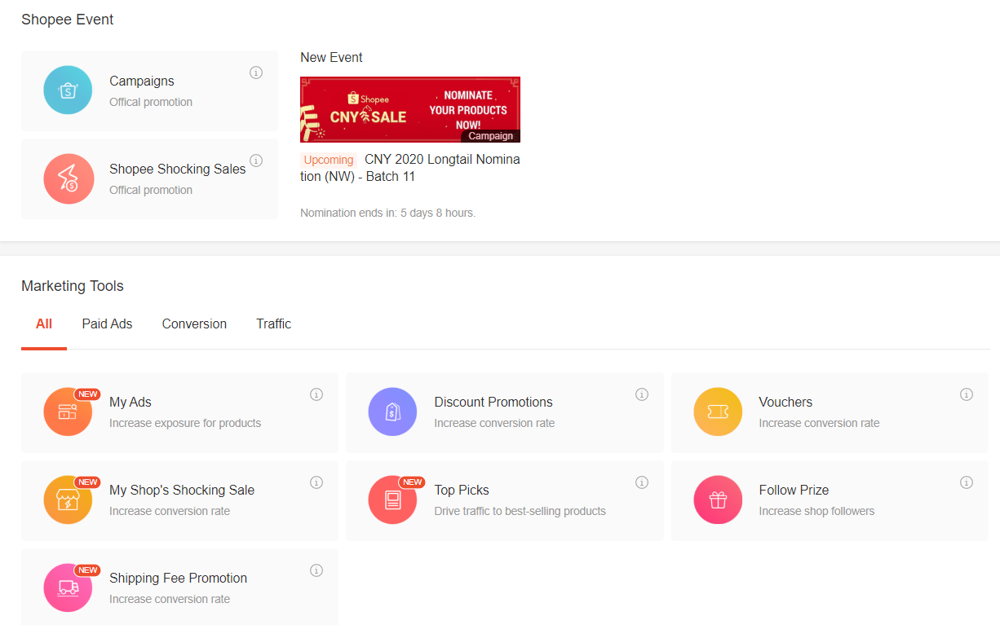 Shopee Event
Campaigns
Offical promotion
Shopee Shocking Sales
Offical promotion
New Event
Shopee
CNY SALE
NOMINATE
YOUR PRODUCTS
NOW!
Campaign
Upcoming CNY 2020 Longtail Nomina
tion (NW) - Batch 11
Nomination ends in: 5 days 8 hours.
Marketing Tools
All Paid Ads Conversion Traffic
NEW
My Ads
Increase exposure for products
Discount Promotions
Increase conversion rate
Vouchers
Increase conversion rate
NEW
My Shop's Shocking Sale
Increase conversion rate
NEW
Top Picks
Drive traffic to best-selling products
Follow Prize
Increase shop followers
NEW
Shipping Fee Promotion
Increase conversion rate